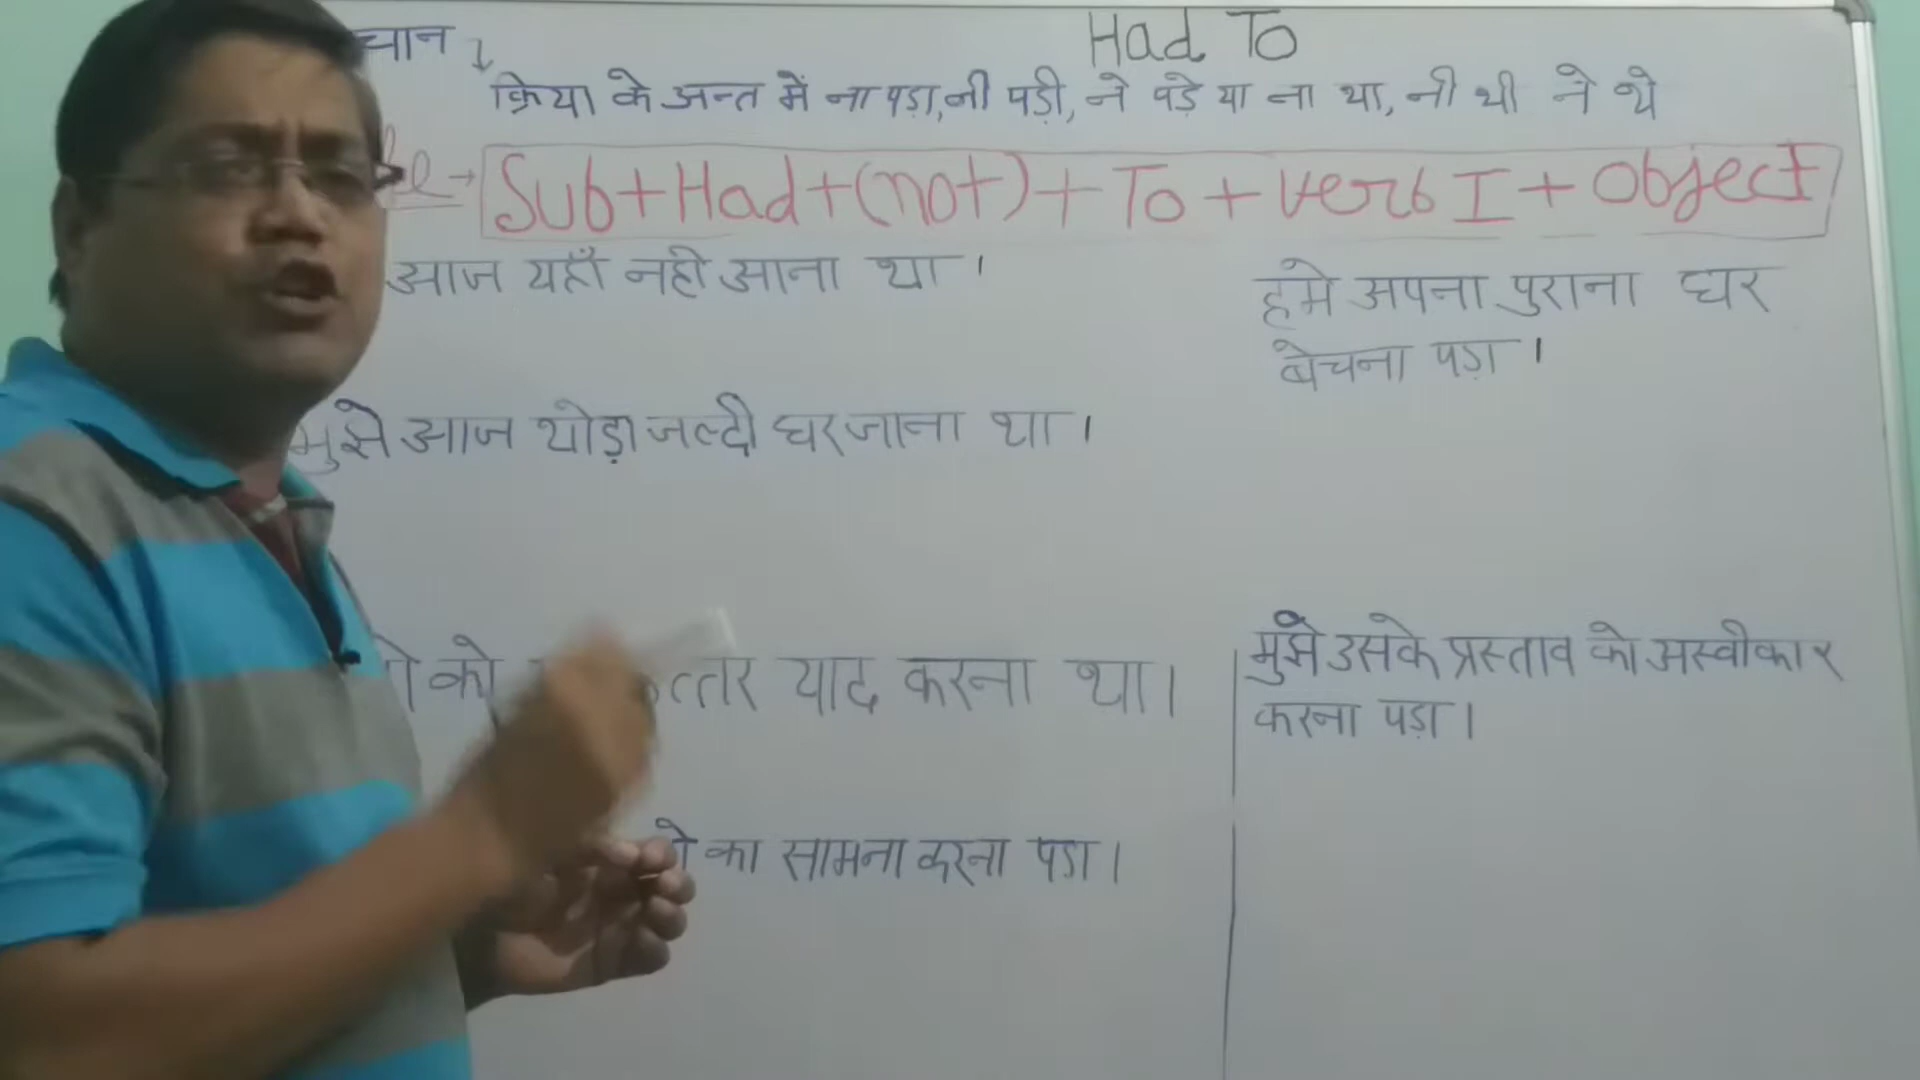 Had To
चान
क्रिया के अन्त में ना पड़ा, नी पड़ी, ने पड़े या ना था, नी थी ने थे
→ Sub+Had+(not)+To+Verb I+Object
आज यहाँ नही आना था।
हमे अपना पुराना घर
बेचना पड़ा।
मुझे आज थोड़ा जल्दी घर जाना था।
को त्तर याद करना था।
मुझे उसके प्रस्ताव को अस्वीकार
करना पड़ा।
का सामना करना पड़ा।